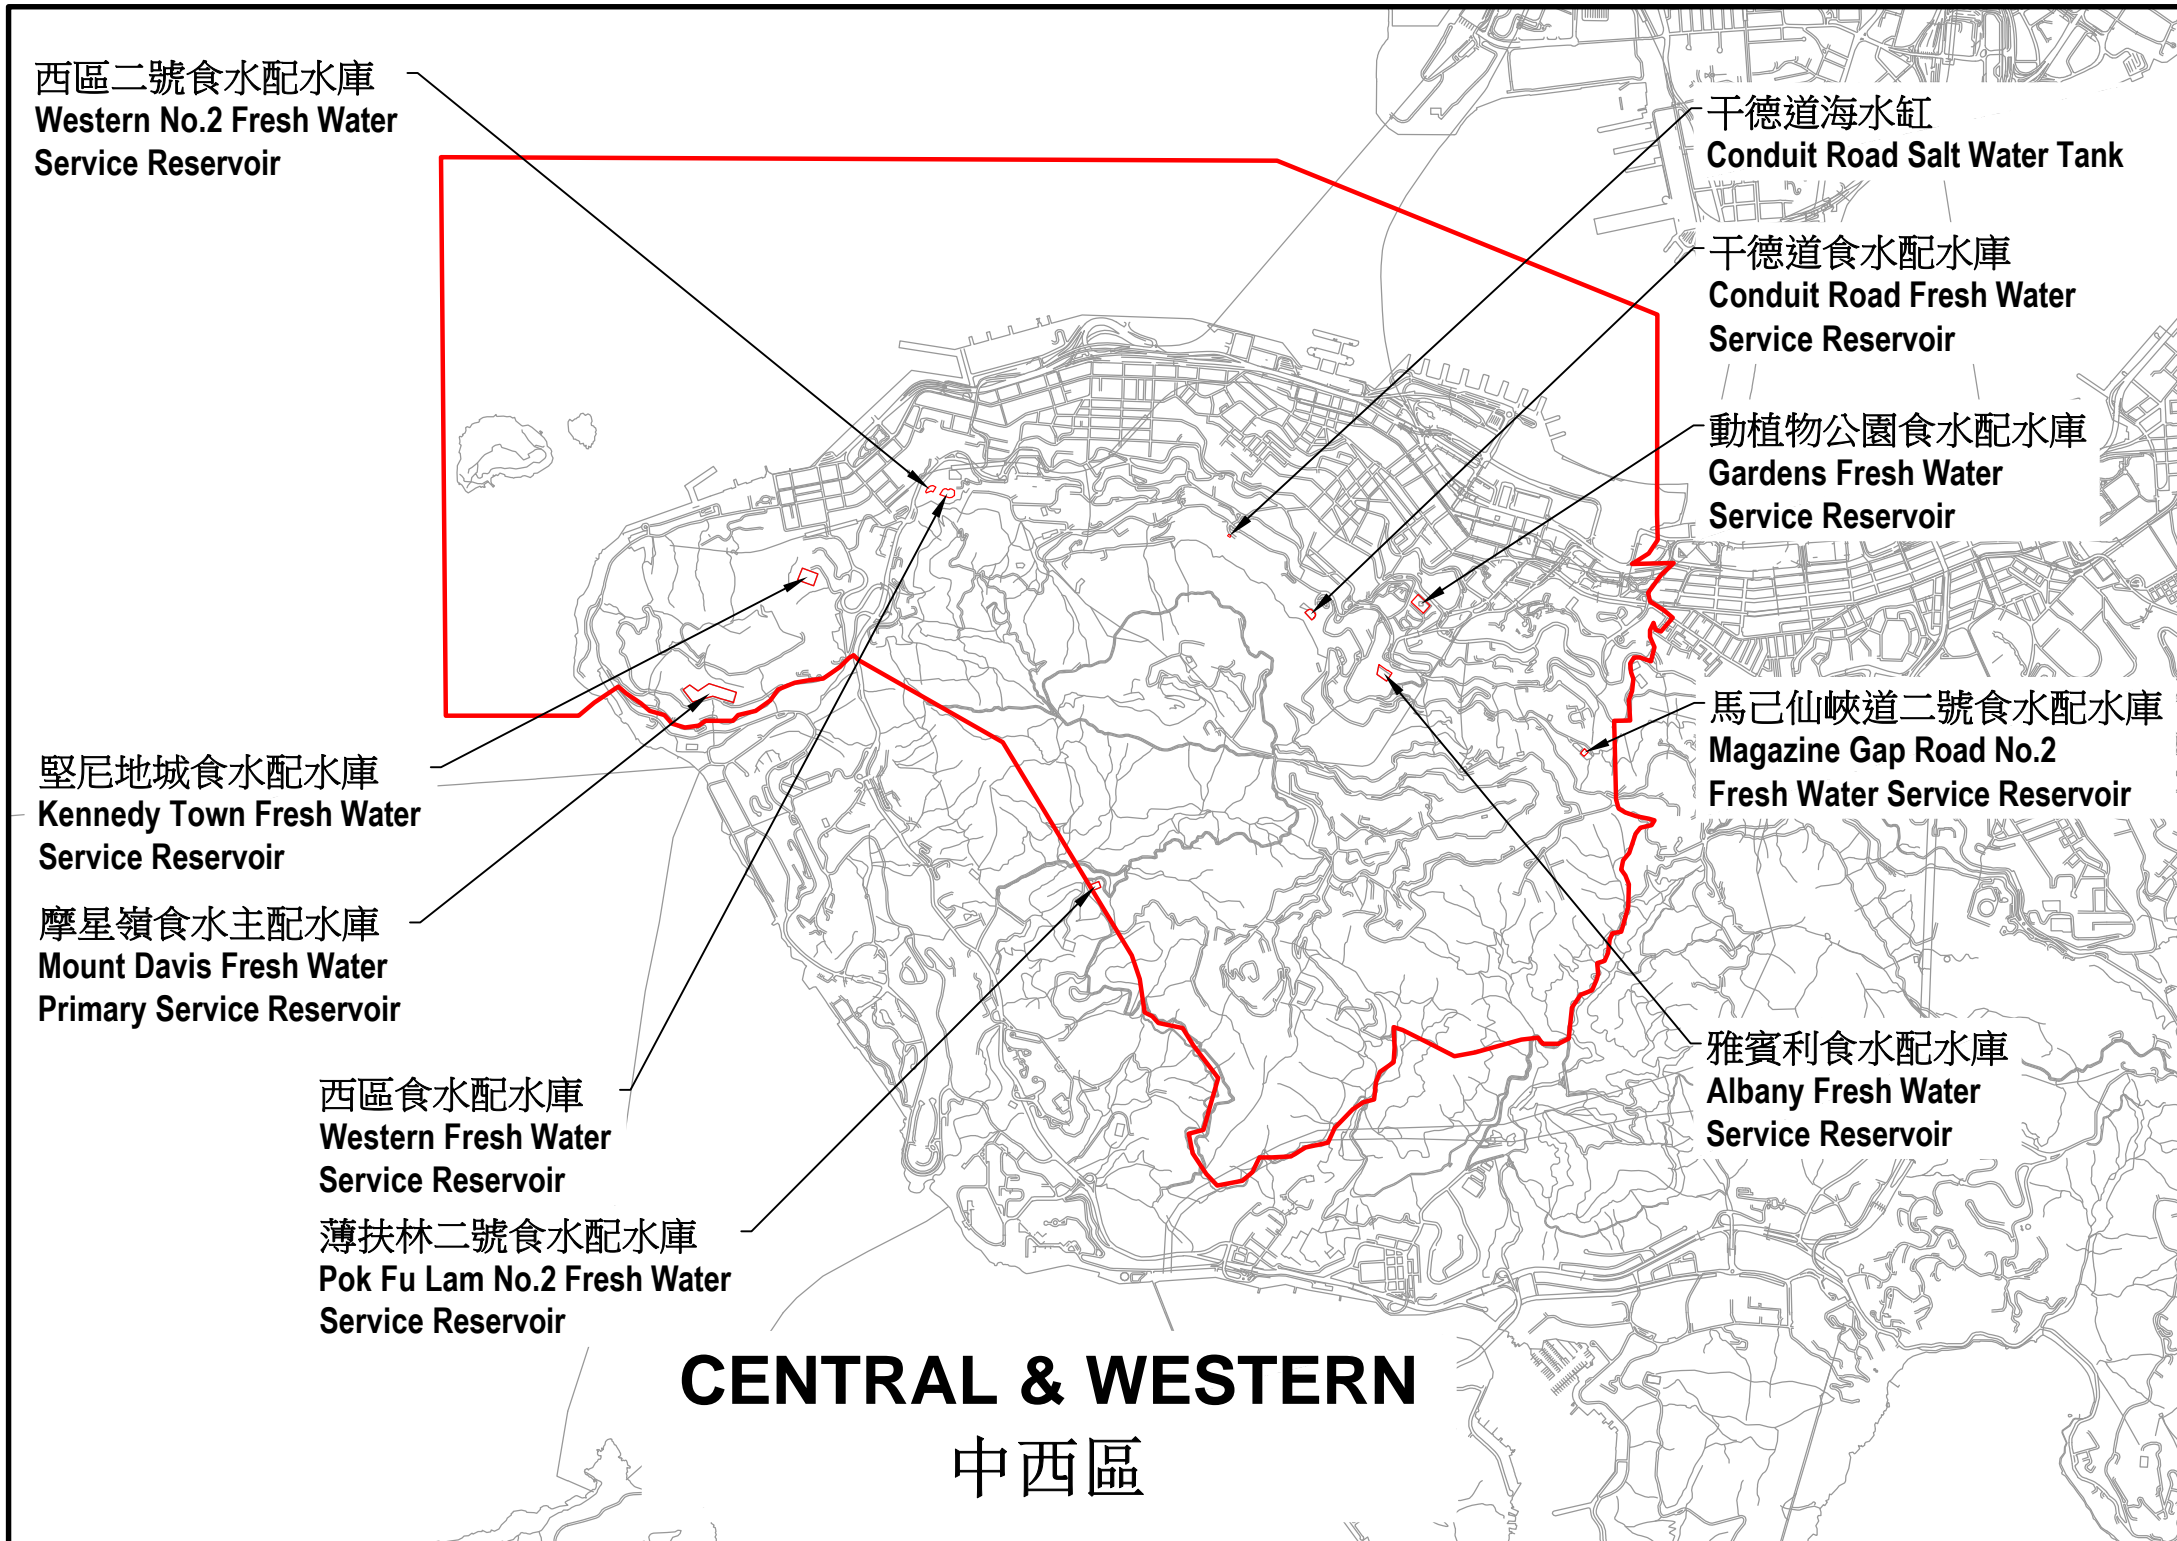 西區二號食水配水庫
Western No.2 Fresh Water
Service Reservoir
干德道海水缸
Conduit Road Salt Water Tank
干德道食水配水庫
Conduit Road Fresh Water
Service Reservoir
動植物公園食水配水庫
Gardens Fresh Water
Service Reservoir
馬己仙峽道二號食水配水庫
Magazine Gap Road No.2
Fresh Water Service Reservoir
堅尼地城食水配水庫
Kennedy Town Fresh Water
Service Reservoir
摩星嶺食水主配水庫
Mount Davis Fresh Water
Primary Service Reservoir
雅賓利食水配水庫
Albany Fresh Water
Service Reservoir
西區食水配水庫
Western Fresh Water
Service Reservoir
薄扶林二號食水配水庫
Pok Fu Lam No.2 Fresh Water
Service Reservoir
CENTRAL & WESTERN
中西區